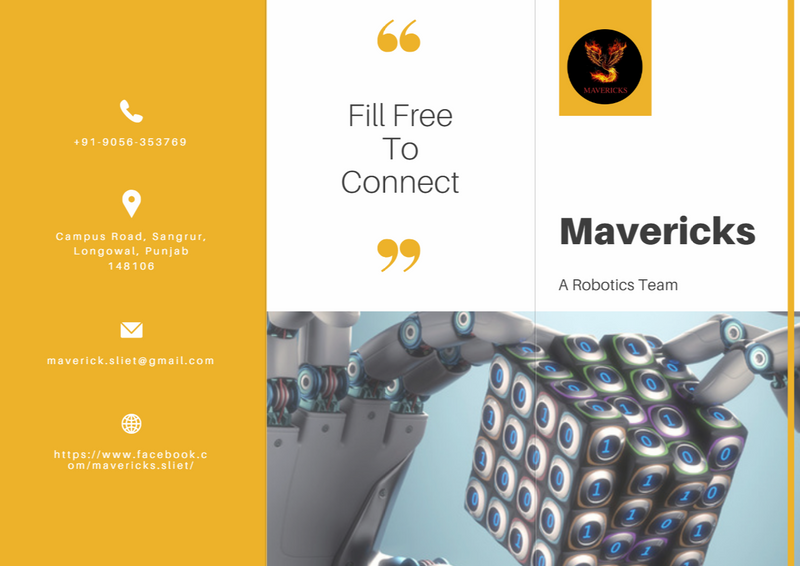 +91-9056-353769
Campus Road, Sangrur,
Longowal, Punjab
148106
maverick.sliet@gmail.com
https://www.facebook.c
om/mavericks.sliet/
“
Fill Free
To
Connect
”
MAVERICKS
Mavericks
A Robotics Team